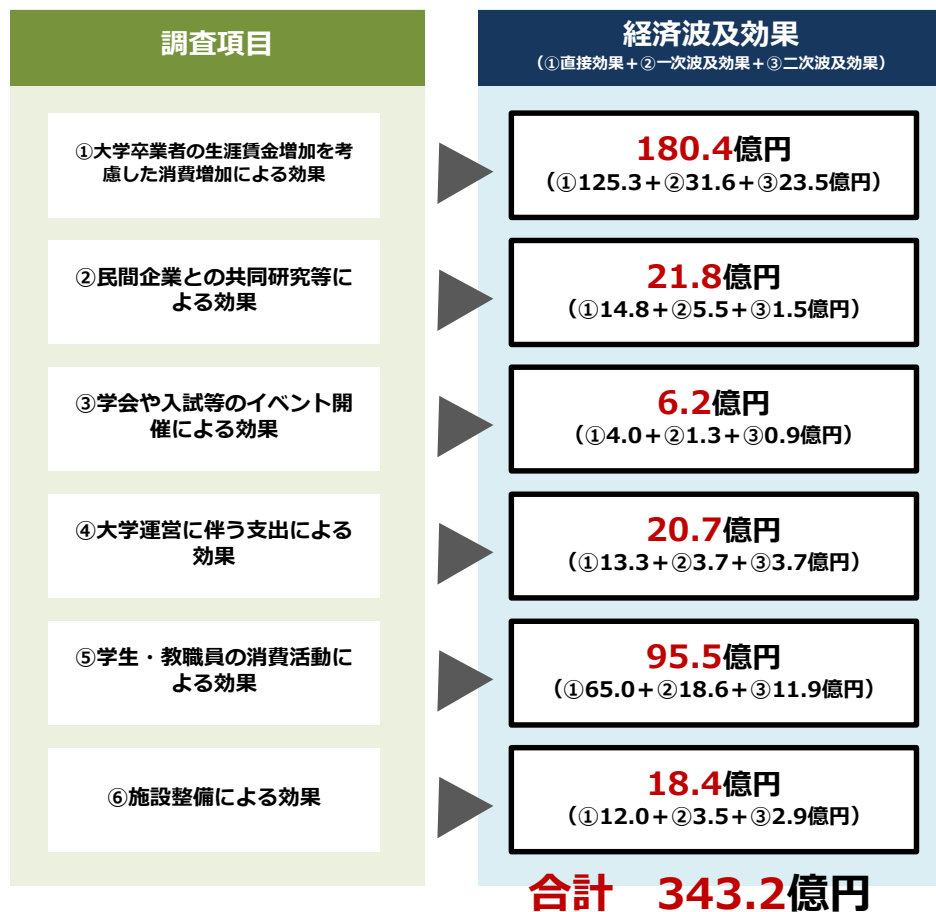 調査項目
経済波及効果
（①直接効果＋②一次波及効果＋③二次波及効果）
①大学卒業者の生涯賃金増加を考
慮した消費増加による効果
180.4億円
（①125.3＋②31.6＋③23.5億円）
②民間企業との共同研究等に
よる効果
21.8億円
（①14.8＋②5.5＋③1.5億円）
③学会や入試等のイベント開
催による効果
6.2億円
（①4.0＋②1.3＋③0.9億円）
④大学運営に伴う支出による
効果
20.7億円
（①13.3＋②3.7＋③3.7億円）
⑤学生・教職員の消費活動に
よる効果
95.5億円
（①65.0＋②18.6＋③11.9億円）
⑥施設整備による効果
18.4億円
（①12.0＋②3.5＋③2.9億円）
合計　343.2億円